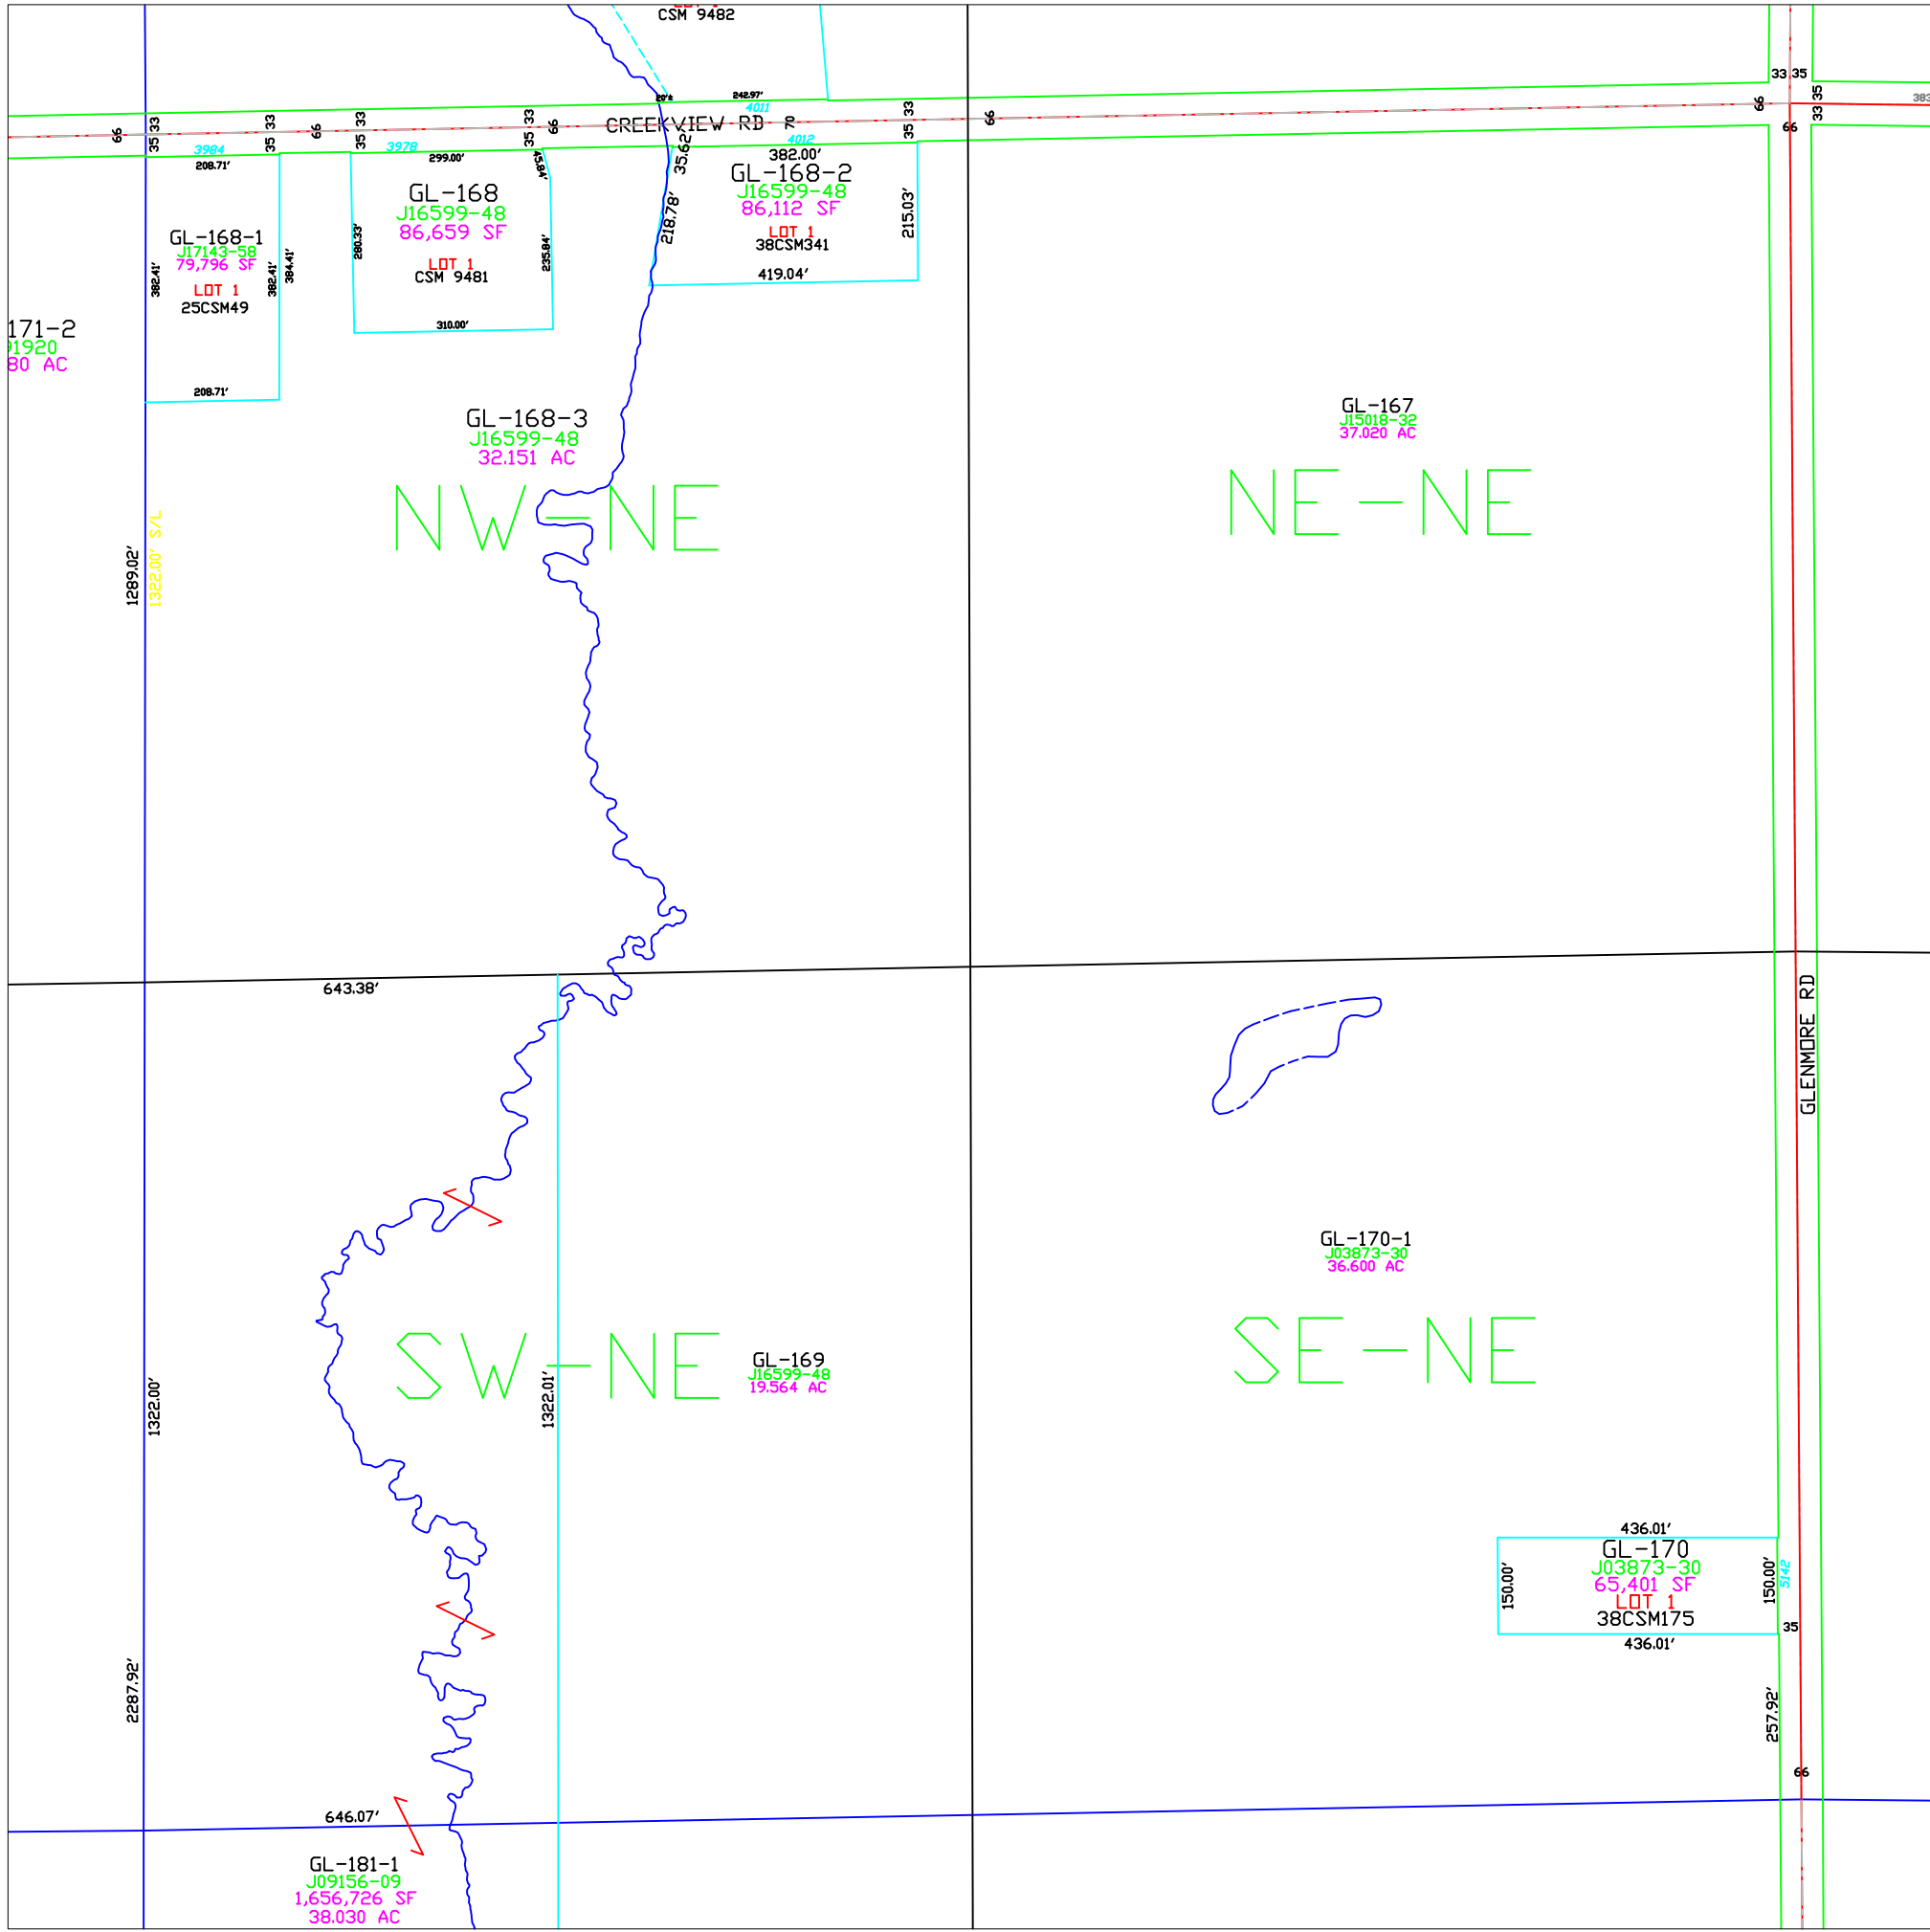 CSM 9482
33 35
242.97'
20'±
4011
66
35 33
35 33
66
35 33
35 33
66
CREEKVIEW RD
70
35 33
66
66
66
33 35
383
3984
208.71'
3978
299.00'
45.84'
35.62'
4012
382.00'
GL-168-2
J16599-48
86,112 SF
LOT 1
38CSM341
218.78'
215.03'
419.04'
GL-168
J16599-48
86,659 SF
LOT 1
CSM 9481
280.33'
235.84'
310.00'
GL-168-1
J17143-58
79,796 SF
LOT 1
25CSM49
382.41'
382.41'
384.41'
208.71'
171-2
91920
80 AC
GL-168-3
J16599-48
32.151 AC
NW-NE
GL-167
J15018-32
37.020 AC
NE-NE
1289.02'
1322.00' S/L
643.38'
GLENMORE RD
GL-170-1
J03873-30
36.600 AC
SE-NE
SW-NE
GL-169
J16599-48
19.564 AC
1322.00'
1322.01'
436.01'
GL-170
J03873-30
65,401 SF
LOT 1
38CSM175
150.00'
150.00'
5142
35
436.01'
2287.92'
257.92'
66
646.07'
GL-181-1
J09156-09
1,656,726 SF
38.030 AC